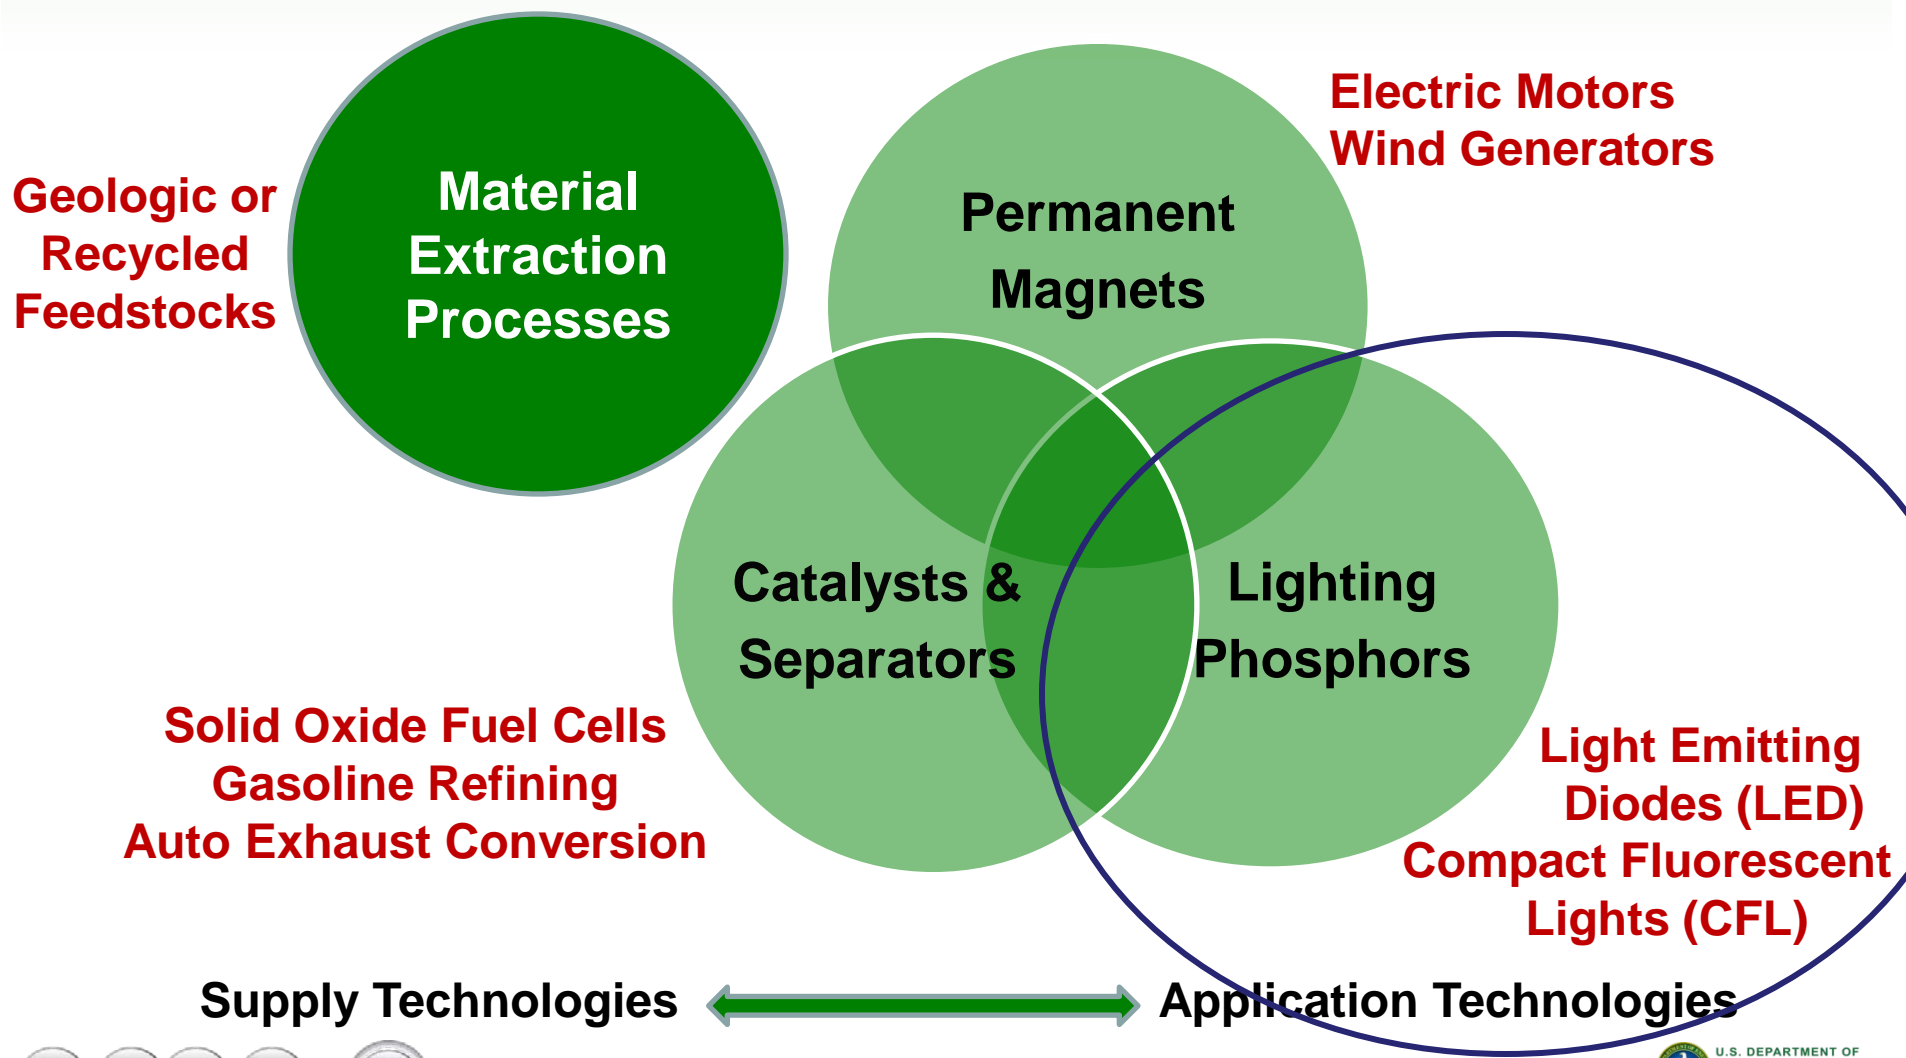 Material
Extraction
Processes
Geologic or
Recycled
Feedstocks
Permanent
Magnets
Electric Motors
Wind Generators
Catalysts &
Separators
Lighting
Phosphors
Solid Oxide Fuel Cells
Gasoline Refining
Auto Exhaust Conversion
Light Emitting
Diodes (LED)
Compact Fluorescent
Lights (CFL)
Supply Technologies
Application Technologies
U.S. DEPARTMENT OF